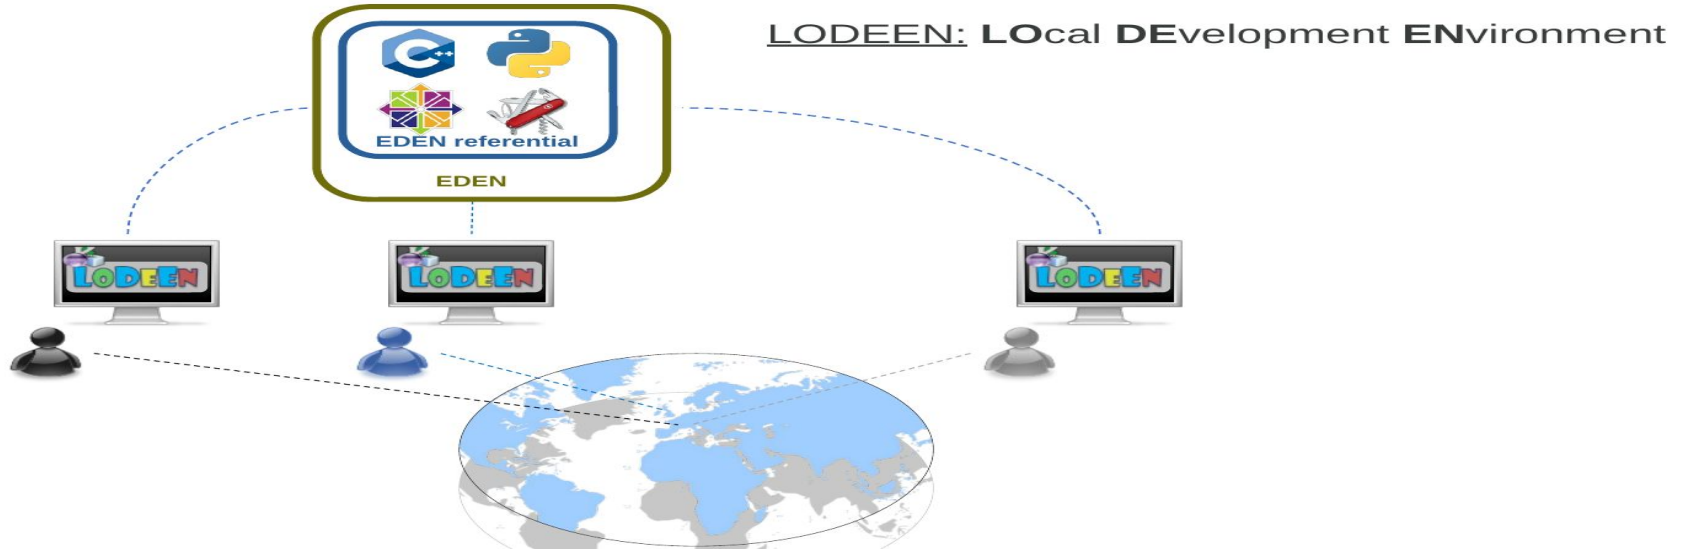 LODEEN: LOcal DEvelopment ENvironment
C++
EDEN referential
EDEN
LODEEN
LODEEN
LODEEN